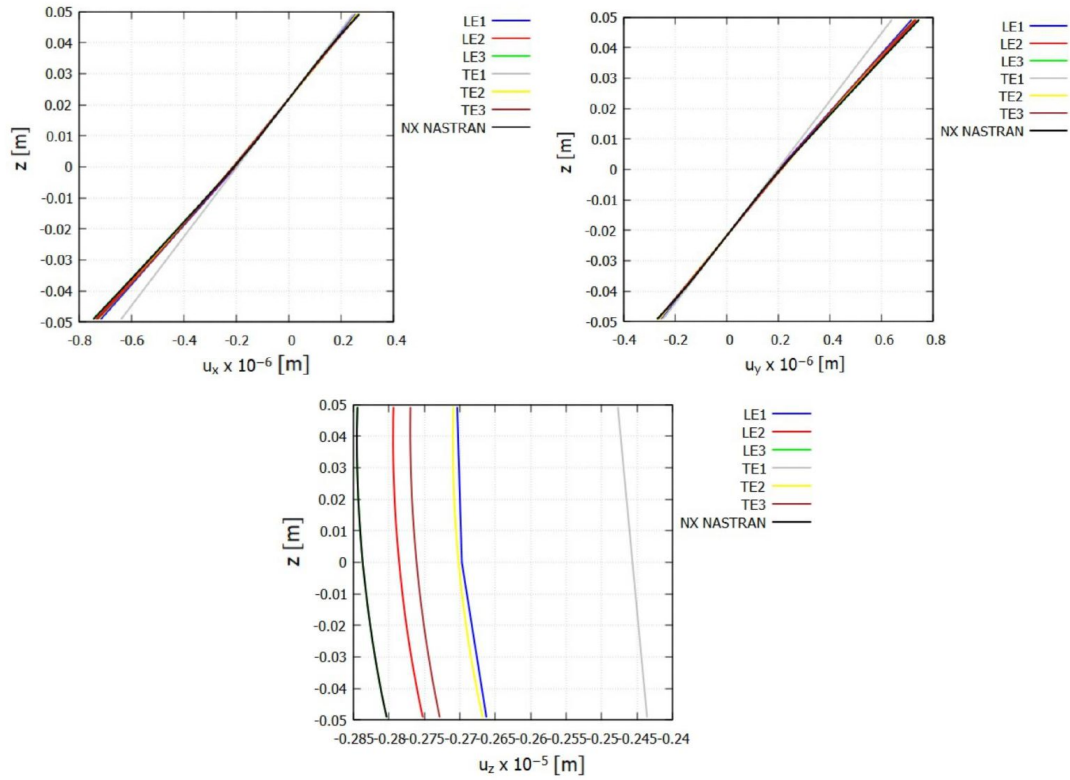 0.05
0.04
0.03
0.02
0.01
0
-0.01
-0.02
-0.03
-0.04
-0.05
z [m]
-0.8 -0.6 -0.4 -0.2 0 0.2 0.4
uₓ x 10⁻⁶ [m]
LE1
LE2
LE3
TE1
TE2
TE3
NX NASTRAN
0.05
0.04
0.03
0.02
0.01
0
-0.01
-0.02
-0.03
-0.04
-0.05
z [m]
-0.4 -0.2 0 0.2 0.4 0.6 0.8
u_y x 10⁻⁶ [m]
LE1
LE2
LE3
TE1
TE2
TE3
NX NASTRAN
0.05
0.04
0.03
0.02
0.01
0
-0.01
-0.02
-0.03
-0.04
-0.05
z [m]
-0.285 -0.28 -0.275 -0.27 -0.265 -0.26 -0.255 -0.25 -0.245 -0.24
u_z x 10⁻⁵ [m]
LE1
LE2
LE3
TE1
TE2
TE3
NX NASTRAN